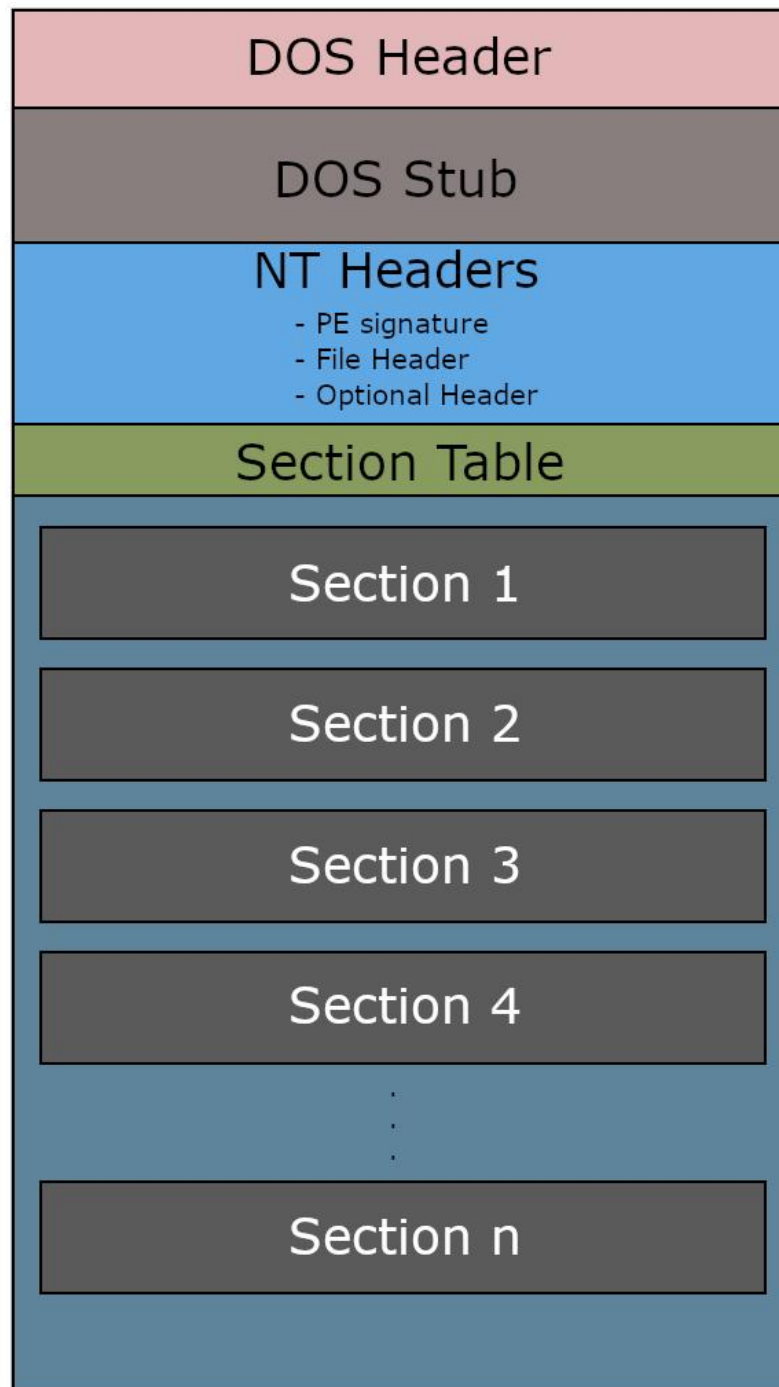 DOS Header
DOS Stub
NT Headers
- PE signature
- File Header
- Optional Header
Section Table
Section 1
Section 2
Section 3
Section 4
.
.
.
Section n